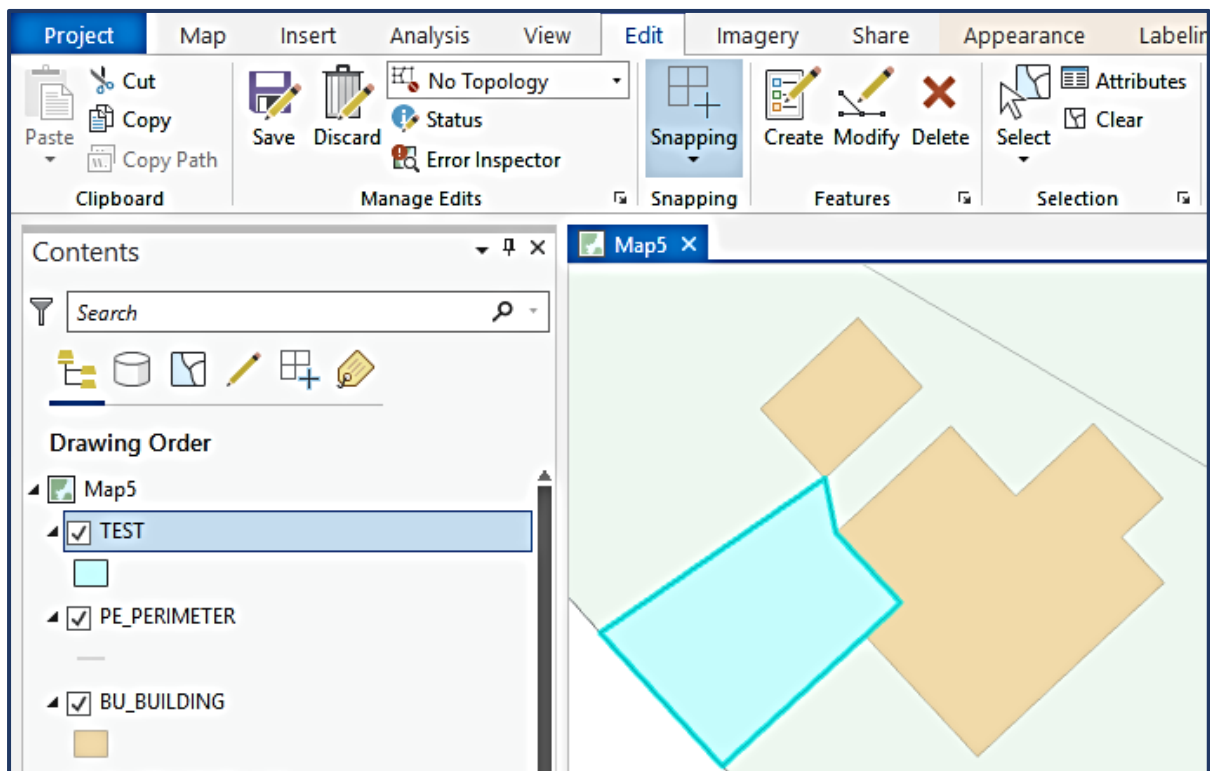 Project Map Insert Analysis View Edit Imagery Share Appearance Labelin
Cut
Copy
Copy Path
Paste
Clipboard
Save Discard
No Topology
Status
Error Inspector
Manage Edits
Snapping
Snapping
Create Modify Delete
Features
Select
Attributes
Clear
Selection
Contents
Search
Drawing Order
Map5
TEST
PE_PERIMETER
BU_BUILDING
Map5